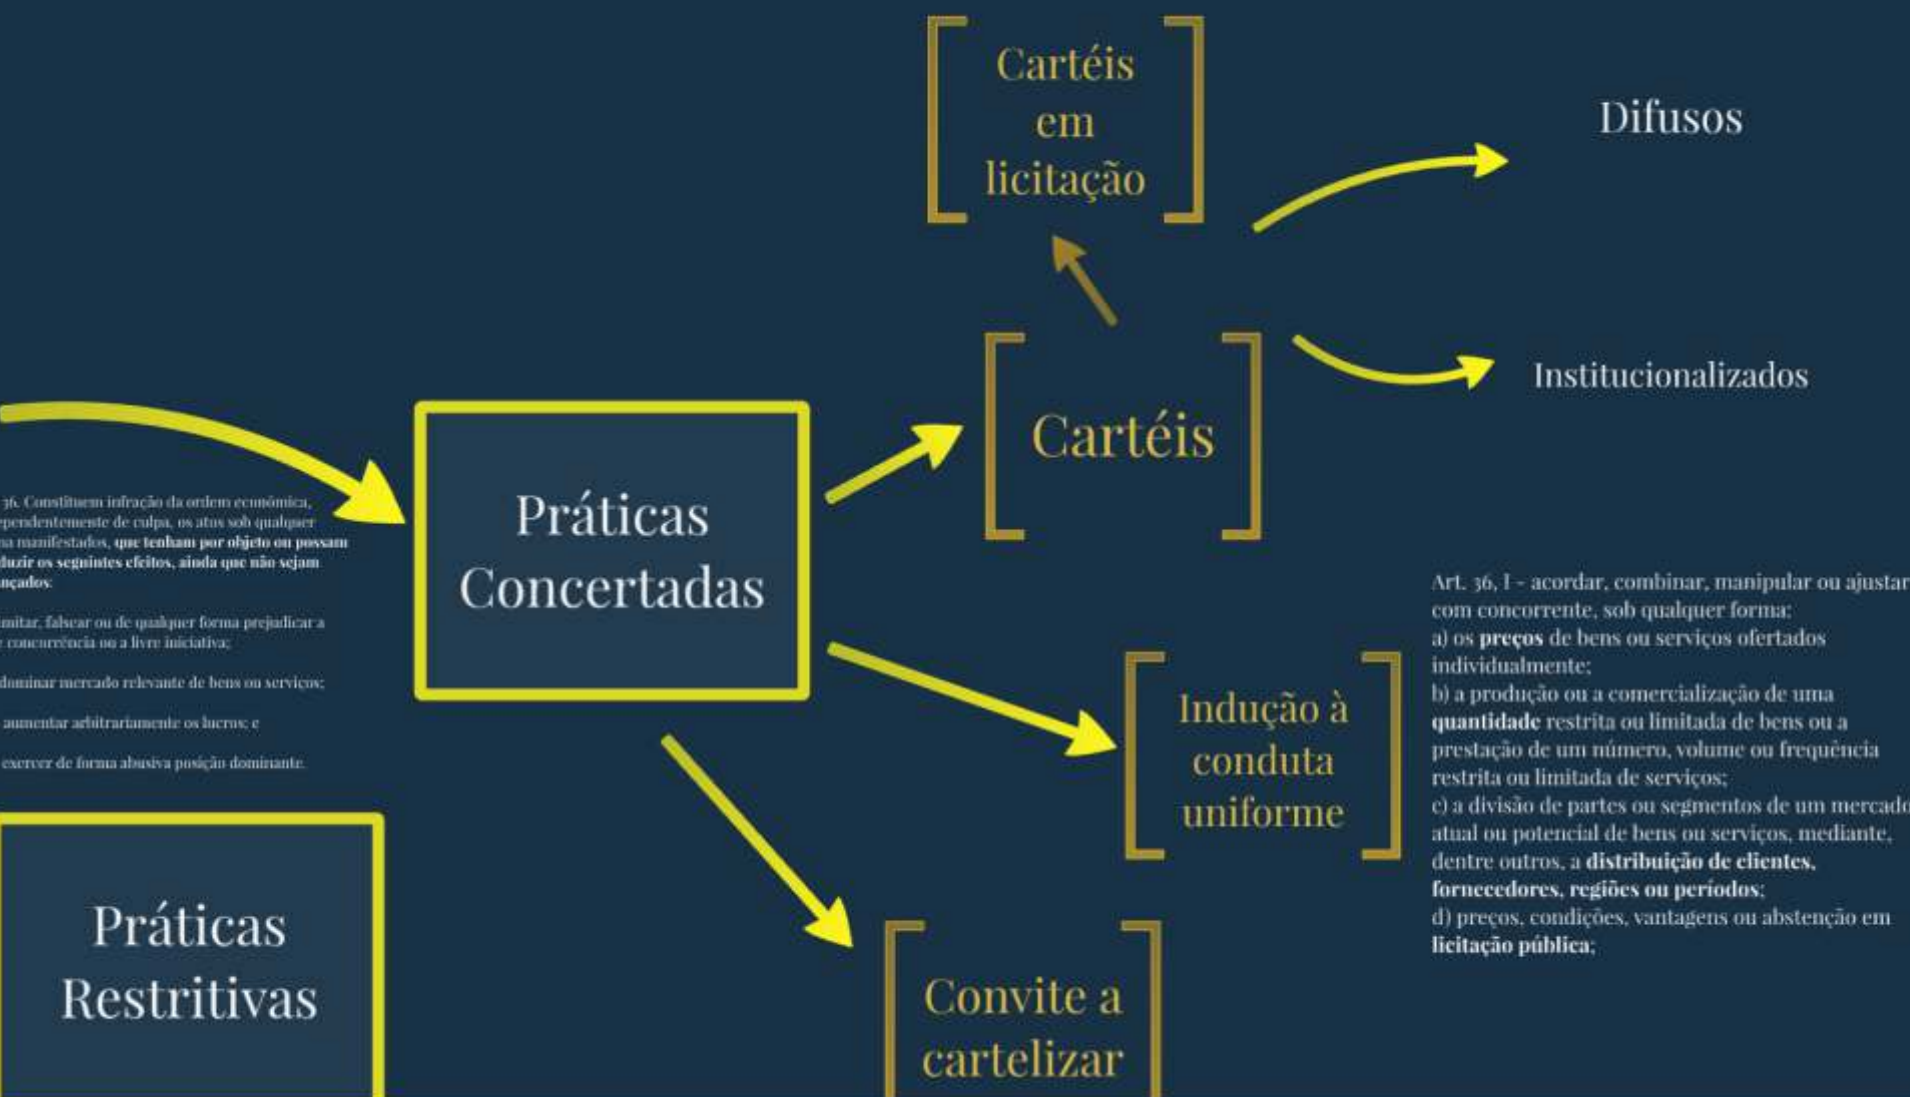 Cartéis
em
licitação
Difusos
Institucionalizados
Cartéis
Práticas
Concertadas
36. Constituem infração da ordem econômica,
ependentemente de culpa, os atos sob qualquer
ma manifestados, que tenham por objeto ou possam
duzir os seguintes efeitos, ainda que não sejam
ançados:
imitar, falsear ou de qualquer forma prejudicar a
e concorrência ou a livre iniciativa;
dominar mercado relevante de bens ou serviços;
aumentar arbitrariamente os lucros; e
exercer de forma abusiva posição dominante.
Indução à
conduta
uniforme
Art. 36, I - acordar, combinar, manipular ou ajustar
com concorrente, sob qualquer forma:
a) os preços de bens ou serviços ofertados
individualmente;
b) a produção ou a comercialização de uma
quantidade restrita ou limitada de bens ou a
prestação de um número, volume ou frequência
restrita ou limitada de serviços;
c) a divisão de partes ou segmentos de um mercado
atual ou potencial de bens ou serviços, mediante,
dentre outros, a distribuição de clientes,
fornecedores, regiões ou períodos;
d) preços, condições, vantagens ou abstenção em
licitação pública;
Práticas
Restritivas
Convite a
cartelizar